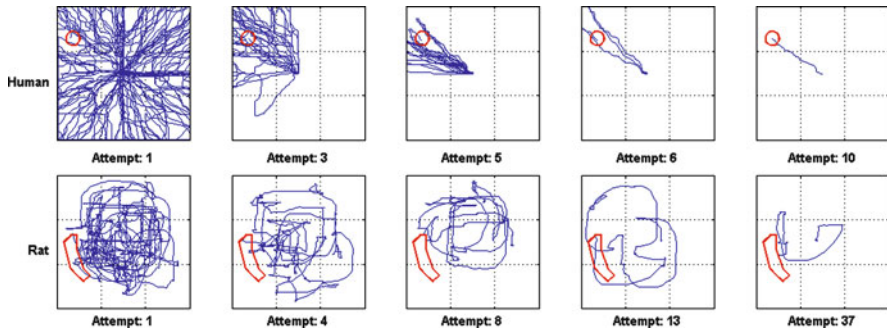 Human
Attempt: 1 Attempt: 3 Attempt: 5 Attempt: 6 Attempt: 10
Rat
Attempt: 1 Attempt: 4 Attempt: 8 Attempt: 13 Attempt: 37